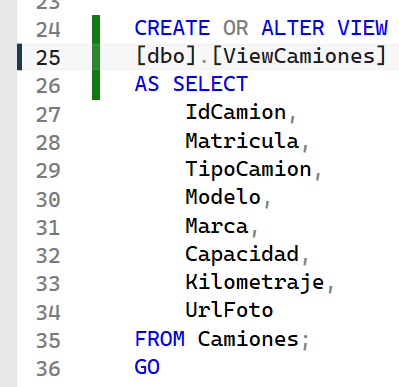 23
24 CREATE OR ALTER VIEW
25 [dbo].[ViewCamiones]
26 AS SELECT
27 IdCamion,
28 Matricula,
29 TipoCamion,
30 Modelo,
31 Marca,
32 Capacidad,
33 Kilometraje,
34 UrlFoto
35 FROM Camiones;
36 GO